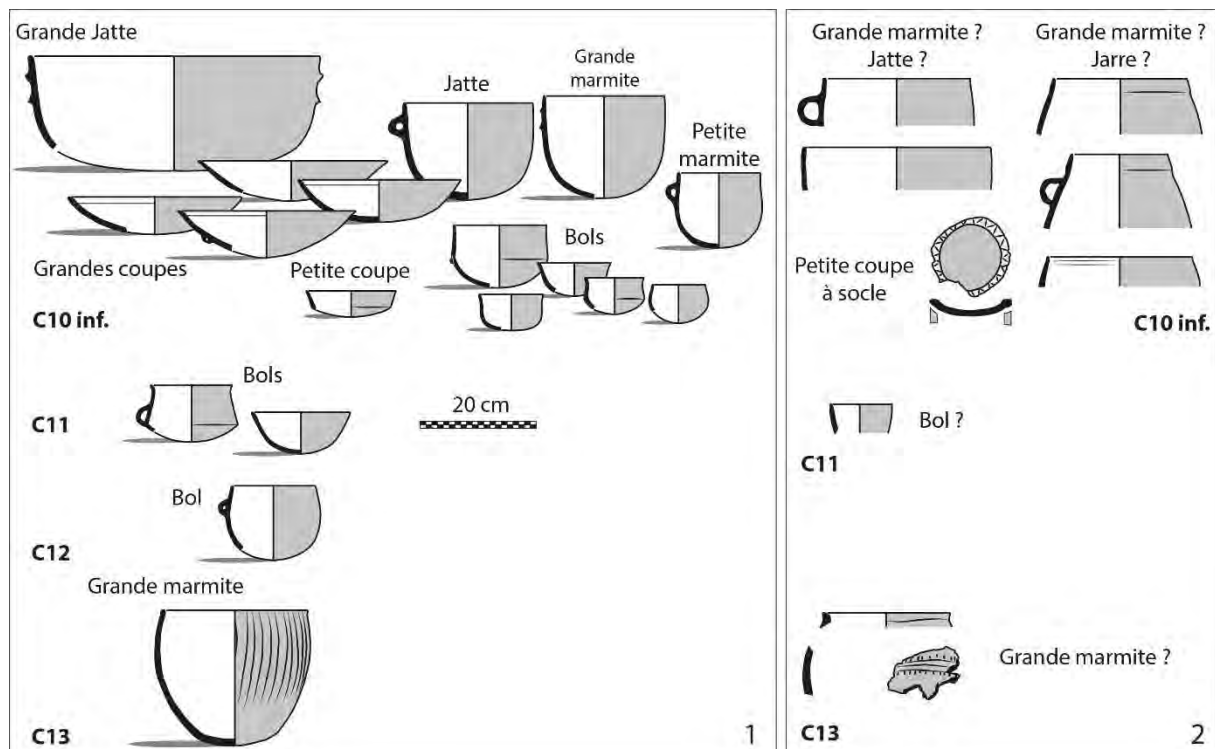 Grande Jatte
Jatte
Grande
marmite
Petite
marmite
Grandes coupes
Petite coupe
Bols
C10 inf.
Bols
C11
20 cm
Bol
C12
Grande marmite
C13
1
Grande marmite ?
Jatte ?
Grande marmite ?
Jarre ?
Petite coupe
à socle
C10 inf.
Bol ?
C11
Grande marmite ?
C13
2